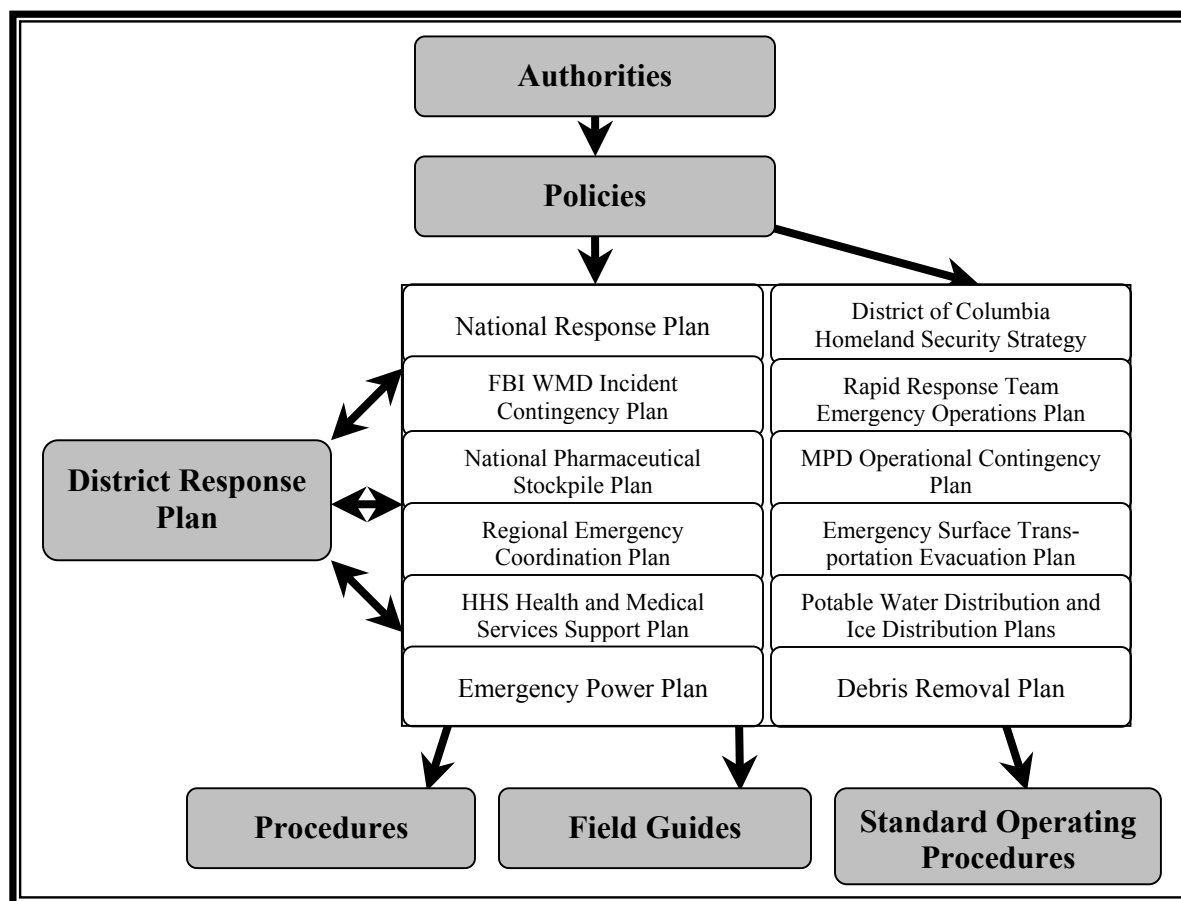 Authorities
Policies
National Response Plan
District of Columbia
Homeland Security Strategy
FBI WMD Incident
Contingency Plan
Rapid Response Team
Emergency Operations Plan
District Response
Plan
National Pharmaceutical
Stockpile Plan
MPD Operational Contingency
Plan
Regional Emergency
Coordination Plan
Emergency Surface Trans-
portation Evacuation Plan
HHS Health and Medical
Services Support Plan
Potable Water Distribution and
Ice Distribution Plans
Emergency Power Plan
Debris Removal Plan
Procedures
Field Guides
Standard Operating
Procedures